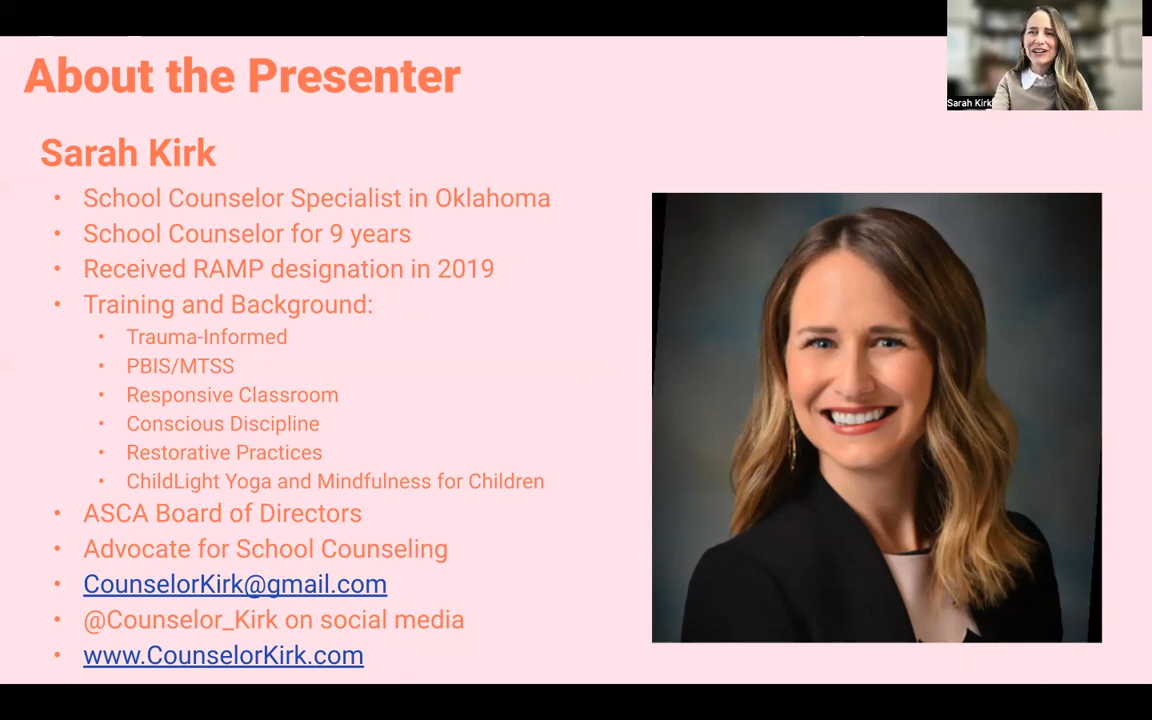 About the Presenter
Sarah Kirk
Sarah Kirk
• School Counselor Specialist in Oklahoma
• School Counselor for 9 years
• Received RAMP designation in 2019
• Training and Background:
• Trauma-Informed
• PBIS/MTSS
• Responsive Classroom
• Conscious Discipline
• Restorative Practices
• ChildLight Yoga and Mindfulness for Children
• ASCA Board of Directors
• Advocate for School Counseling
• CounselorKirk@gmail.com
• @Counselor_Kirk on social media
• www.CounselorKirk.com